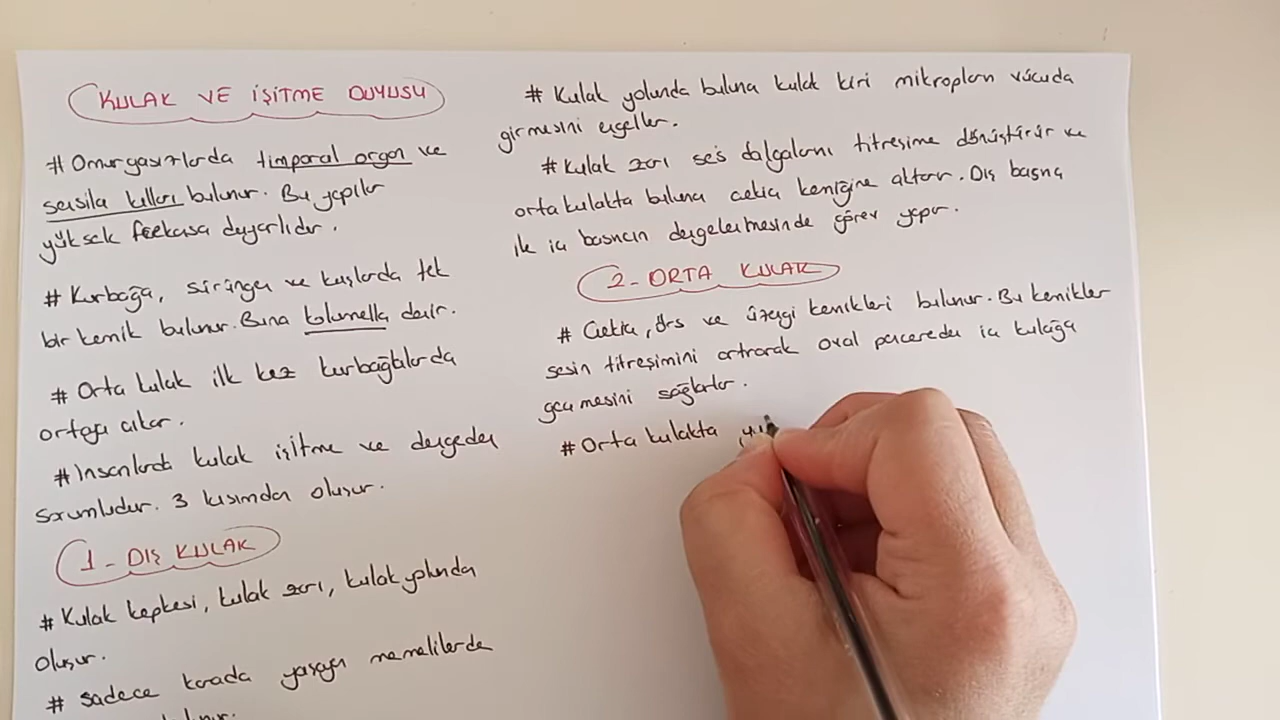 KULAK VE İŞİTME DUYUSU
# Omurgasızlarda timpanal organ ve
sensila kılları bulunur. Bu yapılar
yüksek frekansa duyarlıdır.
# Kurbağa, sürüngen ve kuşlarda tek
bir kemik bulunur. Buna kolumella denir.
# Orta kulak ilk kez kurbağalarda
ortaya çıkar.
# İnsanlarda kulak işitme ve dengeden
sorumludur. 3 kısımdan oluşur.
1- DIŞ KULAK
# Kulak kepçesi, kulak zarı, kulak yolundan
oluşur.
# Sadece karada yaşayan memelilerde
# Kulak yolunda bulunan kulak kiri mikropların vücuda
girmesini engeller.
# Kulak zarı ses dalgalarını titreşime dönüştürür ve
orta kulakta bulunan çekiç kemiğine aktarır. Dış basınç
ile iç basıncın dengelenmesinde görev yapar.
2- ORTA KULAK
# Çekiç, örs ve üzengi kemikleri bulunur. Bu kemikler
sesin titreşimini artırarak oval pencereden iç kulağa
geçmesini sağlarlar.
# Orta kulakta